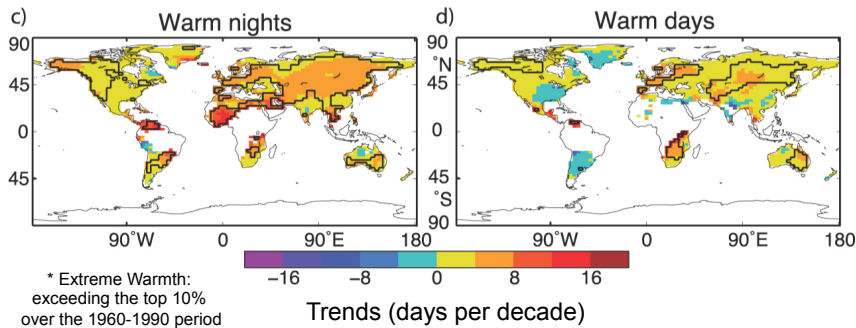 c) Warm nights
d) Warm days
90
45
0
45
90°W 0 90°E 180
90
°N
45
0
45
°S
90
90°W 0 90°E 180
−16 −8 0 8 16
Trends (days per decade)
* Extreme Warmth:
exceeding the top 10%
over the 1960-1990 period